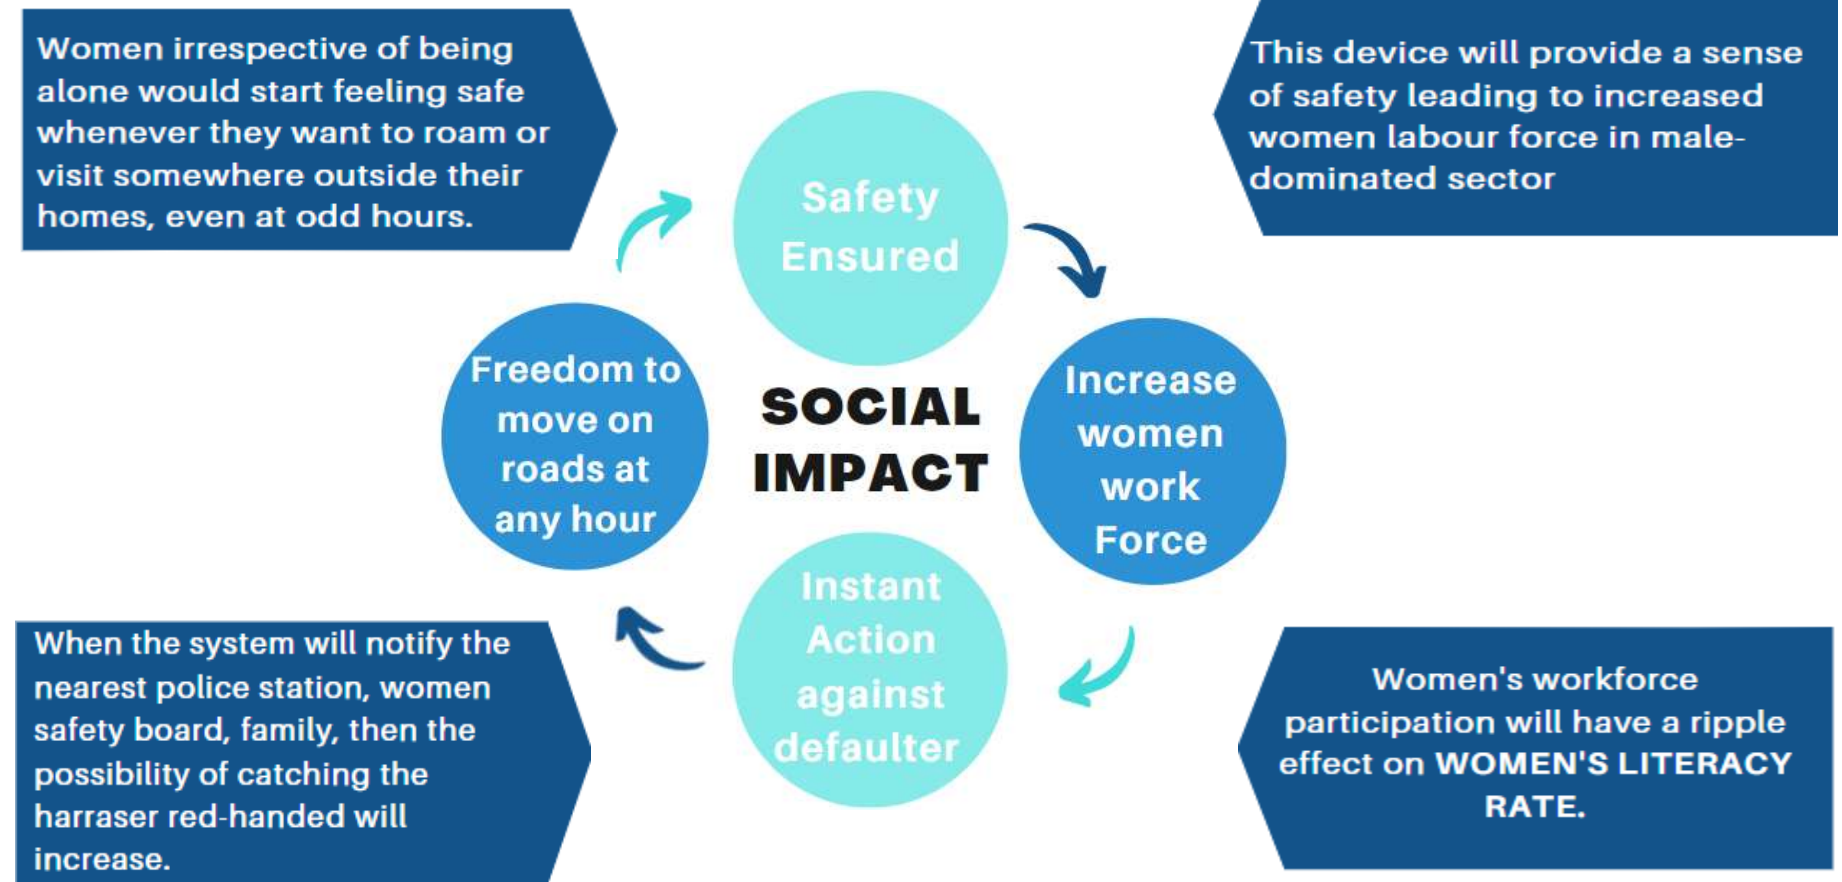 Women irrespective of being
alone would start feeling safe
whenever they want to roam or
visit somewhere outside their
homes, even at odd hours.
This device will provide a sense
of safety leading to increased
women labour force in male-
dominated sector
Safety
Ensured
Freedom to
move on
roads at
any hour
SOCIAL
IMPACT
Increase
women
work
Force
Instant
Action
against
defaulter
When the system will notify the
nearest police station, women
safety board, family, then the
possibility of catching the
harraser red-handed will
increase.
Women's workforce
participation will have a ripple
effect on WOMEN'S LITERACY
RATE.